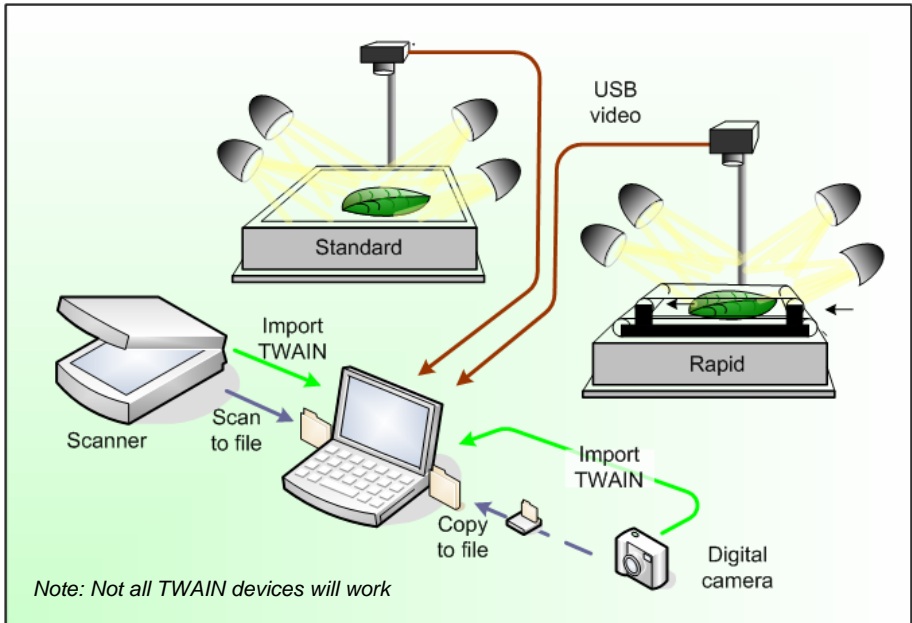 USB
video
Standard
Rapid
Import
TWAIN
Scanner
Scan
to file
Import
TWAIN
Copy
to file
Digital
camera
Note: Not all TWAIN devices will work